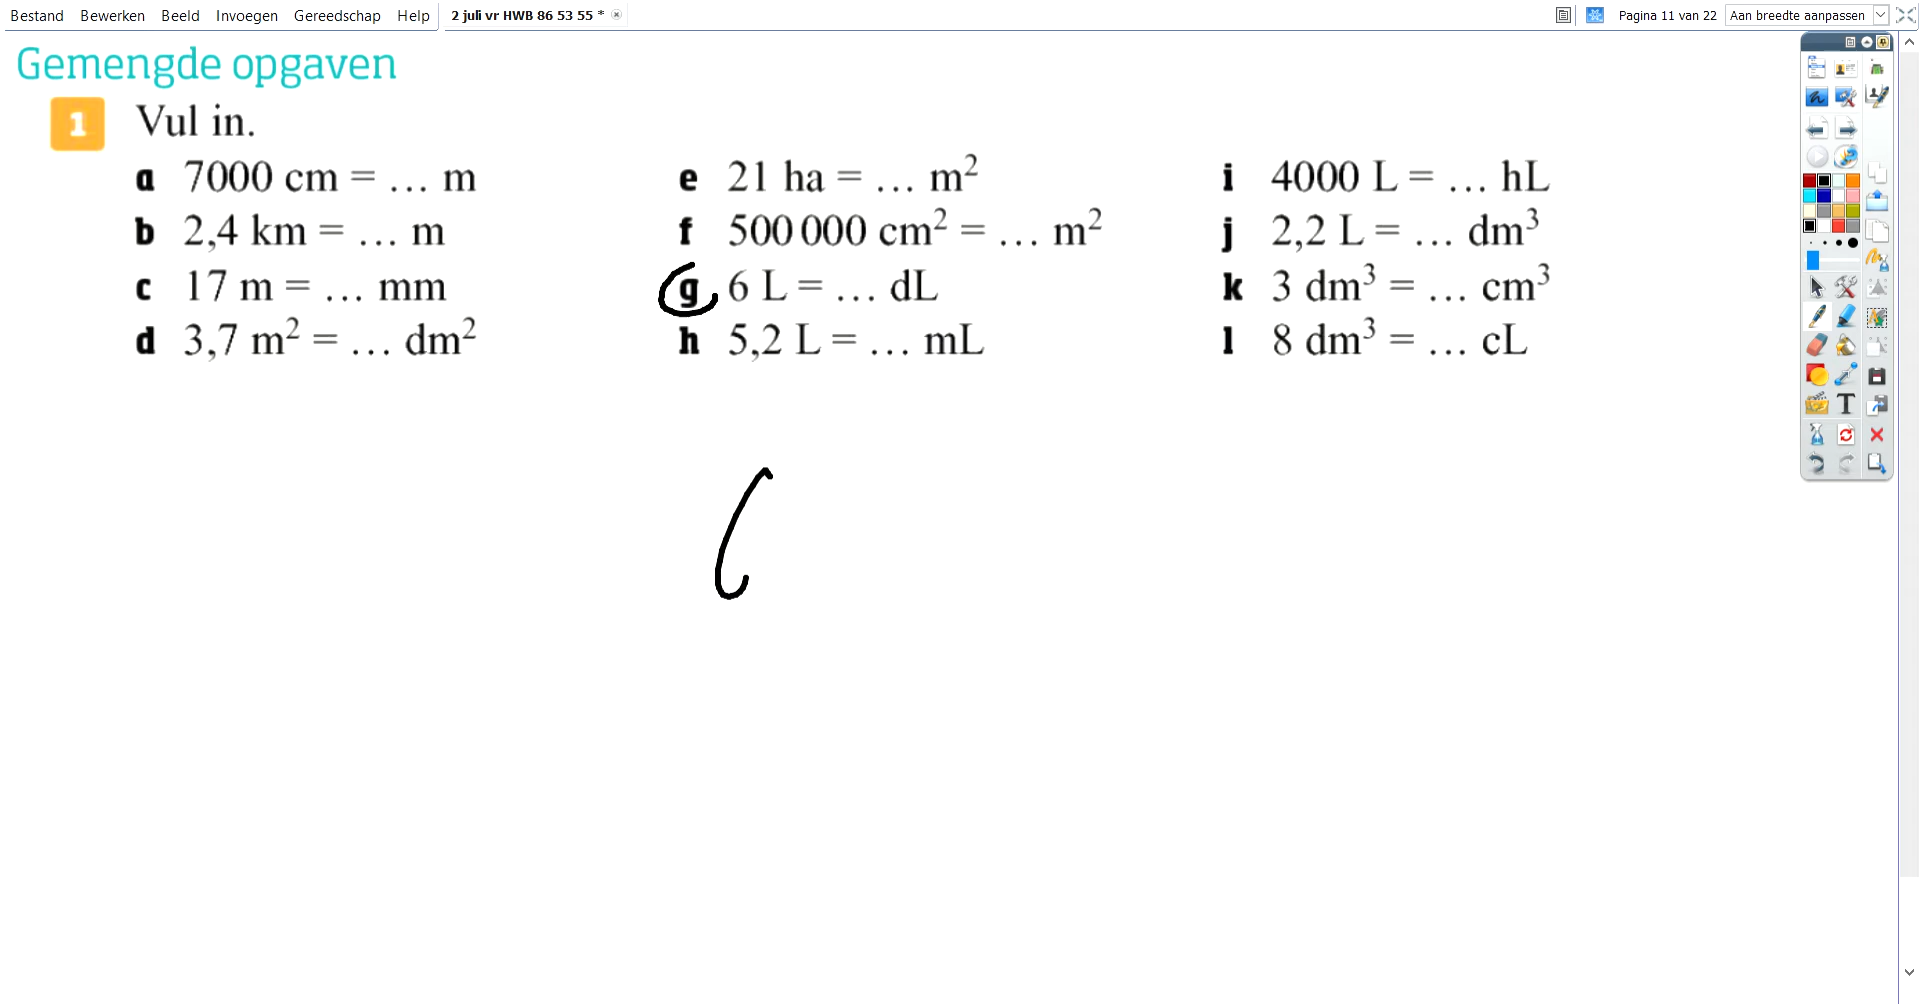 Bestand Bewerken Beeld Invoegen Gereedschap Help 2 juli vr HWB 86 53 55 * Pagina 11 van 22 Aan breedte aanpassen
Gemengde opgaven
1 Vul in.
a 7000 cm = ... m
b 2,4 km = ... m
c 17 m = ... mm
d 3,7 m² = ... dm²
e 21 ha = ... m²
f 500 000 cm² = ... m²
g 6 L = ... dL
h 5,2 L = ... mL
i 4000 L = ... hL
j 2,2 L = ... dm³
k 3 dm³ = ... cm³
l 8 dm³ = ... cL